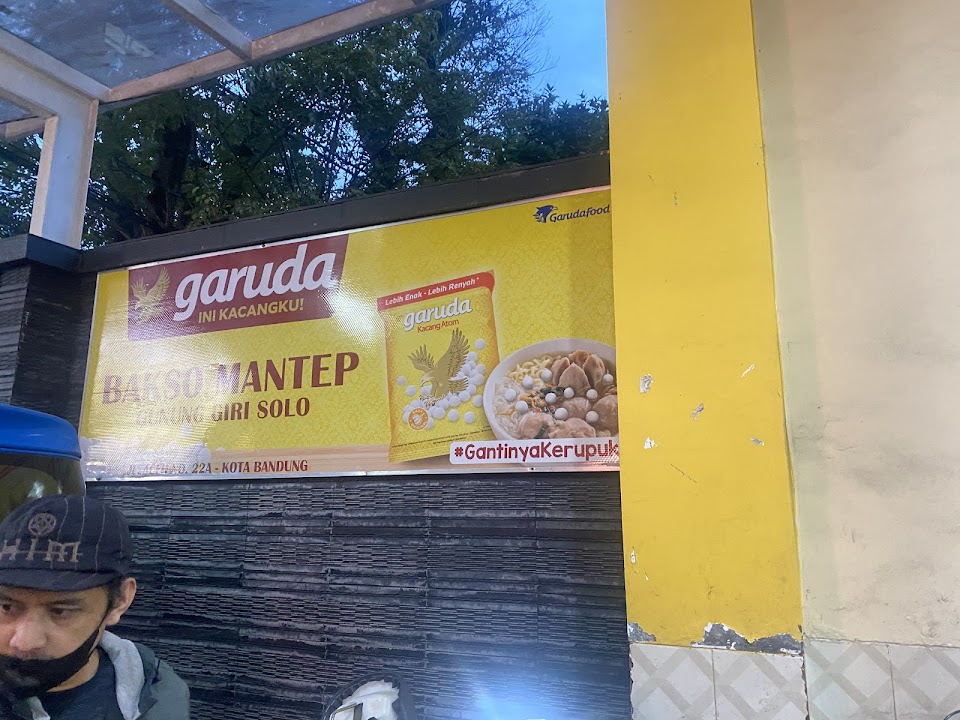 Garudafood
garuda
INI KACANGKU!
Lebih Enak - Lebih Renyah*
garuda
Kacang Atom
BAKSO MANTEP
GUNUNG GIRI SOLO
#GantinyaKerupuk
22A - KOTA BANDUNG
HIM